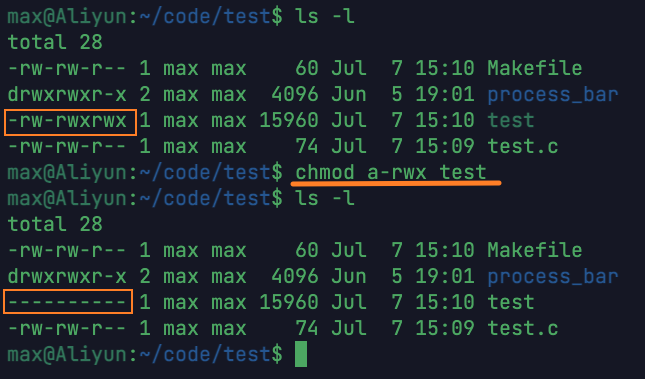 max@Aliyun:~/code/test$ ls -l
total 28
-rw-rw-r-- 1 max max    60 Jul  7 15:10 Makefile
drwxrwxr-x 2 max max  4096 Jun  5 19:01 process_bar
-rw-rwxrwx 1 max max 15960 Jul  7 15:10 test
-rw-rw-r-- 1 max max    74 Jul  7 15:09 test.c
max@Aliyun:~/code/test$ chmod a-rwx test
max@Aliyun:~/code/test$ ls -l
total 28
-rw-rw-r-- 1 max max    60 Jul  7 15:10 Makefile
drwxrwxr-x 2 max max  4096 Jun  5 19:01 process_bar
---------- 1 max max 15960 Jul  7 15:10 test
-rw-rw-r-- 1 max max    74 Jul  7 15:09 test.c
max@Aliyun:~/code/test$